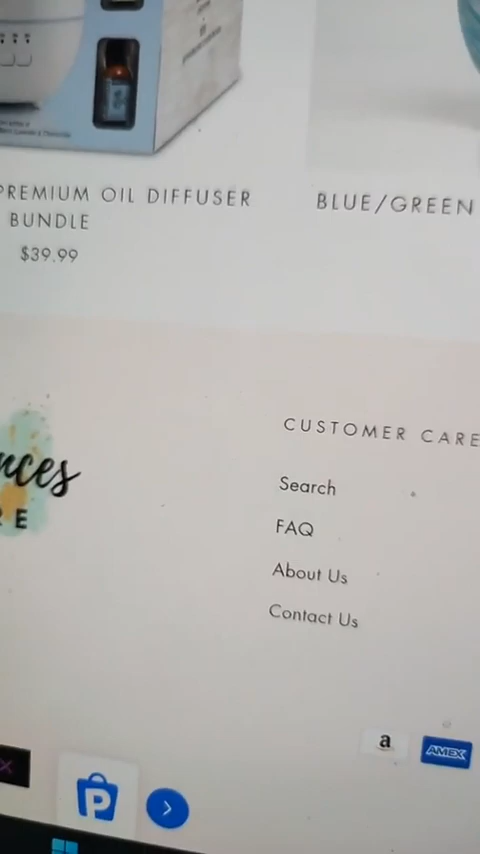 PREMIUM OIL DIFFUSER
BUNDLE
$39.99
BLUE/GREEN
CUSTOMER CARE
Search
FAQ
About Us
Contact Us
a
AMEX
P